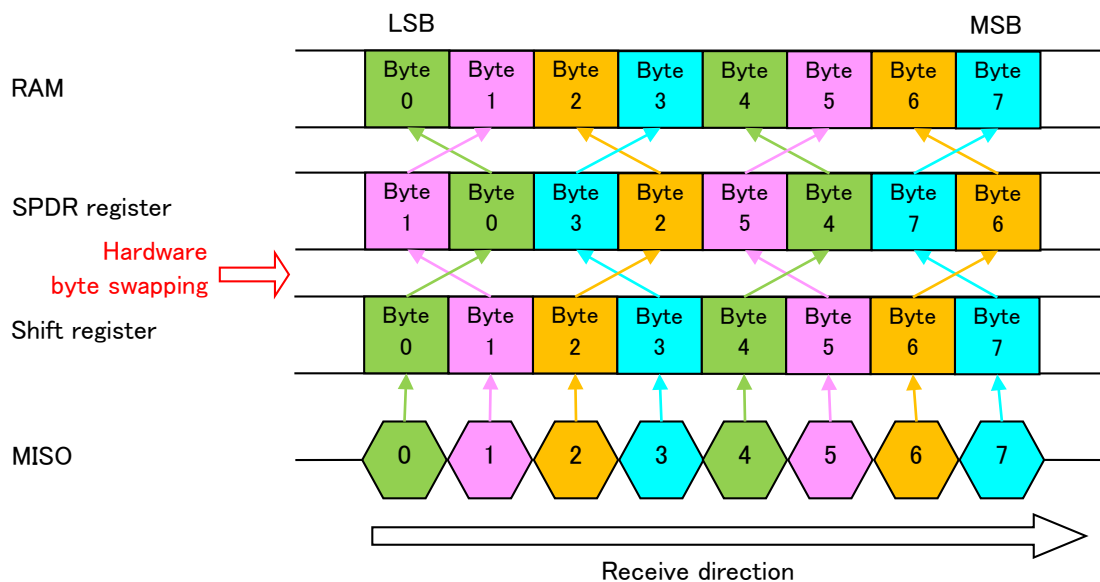 LSB MSB
RAM
Byte Byte Byte Byte Byte Byte Byte Byte
0 1 2 3 4 5 6 7
SPDR register
Byte Byte Byte Byte Byte Byte Byte Byte
1 0 3 2 5 4 7 6
Hardware
byte swapping
Shift register
Byte Byte Byte Byte Byte Byte Byte Byte
0 1 2 3 4 5 6 7
MISO
0 1 2 3 4 5 6 7
Receive direction